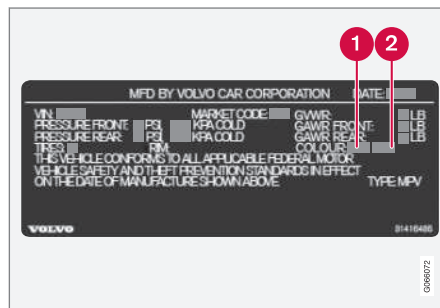 1 2
MFD BY VOLVO CAR CORPORATION DATE:
VIN: MARKET CODE: GVWR: LB
PRESSURE FRONT: PSI, KPA COLD GAWR FRONT: LB
PRESSURE REAR: PSI, KPA COLD GAWR REAR: LB
TIRES: RIM: COLOUR:
THIS VEHICLE CONFORMS TO ALL APPLICABLE FEDERAL MOTOR
VEHICLE SAFETY AND THEFT PREVENTION STANDARDS IN EFFECT
ON THE DATE OF MANUFACTURE SHOWN ABOVE. TYPE: MPV
VOLVO 31416486
G066072